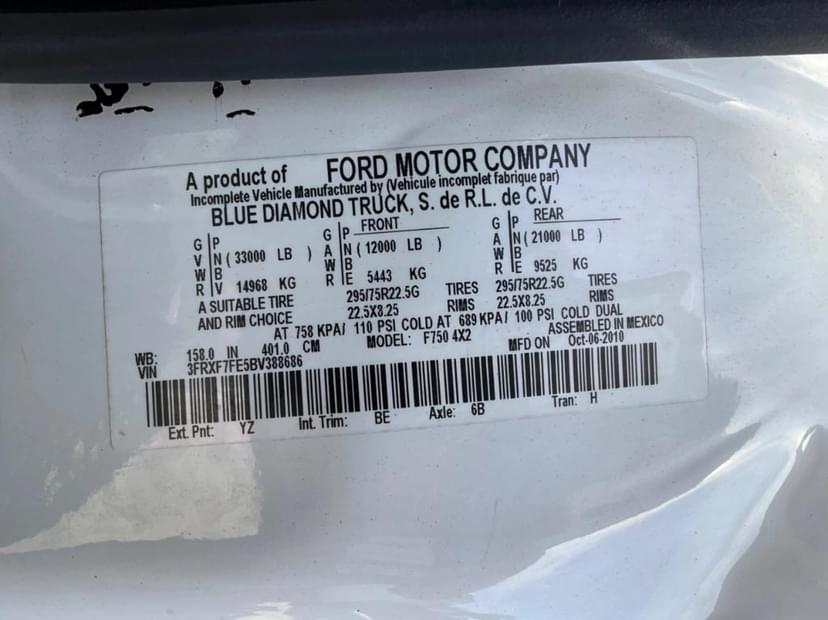 A product of FORD MOTOR COMPANY
Incomplete Vehicle Manufactured by (Vehicule incomplet fabrique par)
BLUE DIAMOND TRUCK, S. de R.L. de C.V.
FRONT REAR
G P G P G P
V N ( 33000 LB ) A N ( 12000 LB ) A N ( 21000 LB )
W B W B W B
R V 14968 KG R E 5443 KG R E 9525 KG
A SUITABLE TIRE 295/75R22.5G TIRES 295/75R22.5G TIRES
AND RIM CHOICE 22.5X8.25 RIMS 22.5X8.25 RIMS
AT 758 KPA/ 110 PSI COLD AT 689 KPA/ 100 PSI COLD DUAL
WB: 158.0 IN 401.0 CM MODEL: F750 4X2 ASSEMBLED IN MEXICO
VIN 3FRXF7FE5BV388686 MFD ON Oct-06-2010
Ext. Pnt: YZ Int. Trim: BE Axle: 6B Tran: H